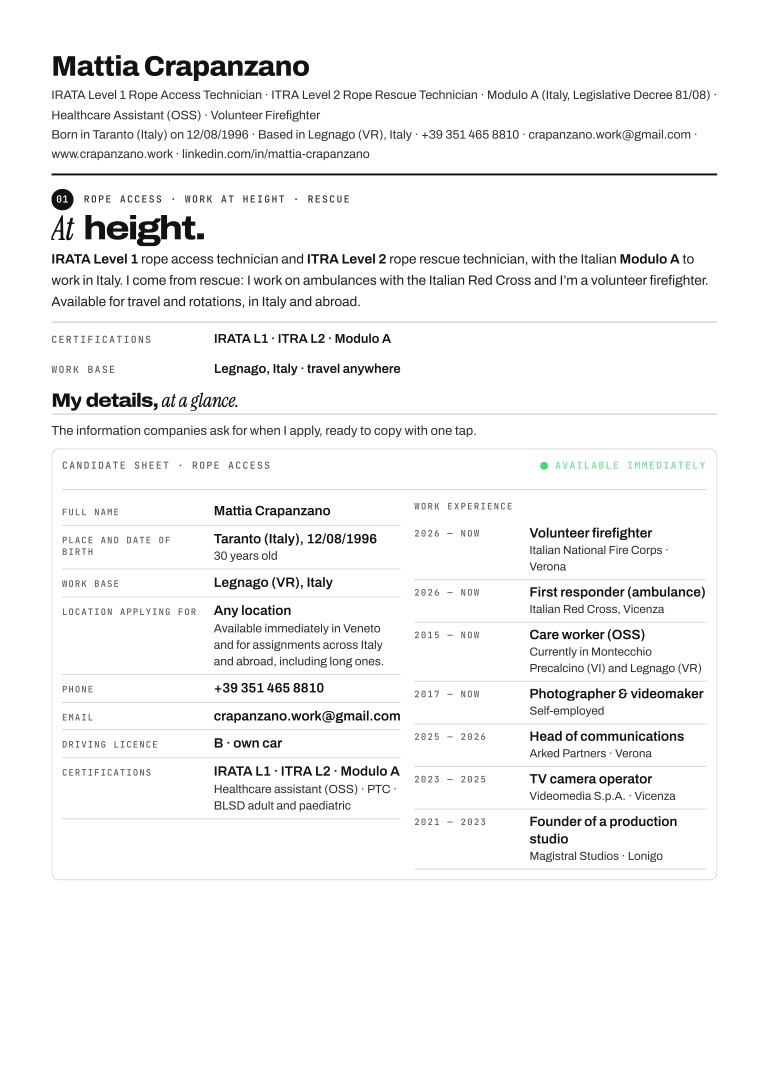 Mattia Crapanzano
IRATA Level 1 Rope Access Technician · ITRA Level 2 Rope Rescue Technician · Modulo A (Italy, Legislative Decree 81/08) ·
Healthcare Assistant (OSS) · Volunteer Firefighter
Born in Taranto (Italy) on 12/08/1996 · Based in Legnago (VR), Italy · +39 351 465 8810 · crapanzano.work@gmail.com ·
www.crapanzano.work · linkedin.com/in/mattia-crapanzano
01 ROPE ACCESS · WORK AT HEIGHT · RESCUE
At height.
IRATA Level 1 rope access technician and ITRA Level 2 rope rescue technician, with the Italian Modulo A to
work in Italy. I come from rescue: I work on ambulances with the Italian Red Cross and I’m a volunteer firefighter.
Available for travel and rotations, in Italy and abroad.
CERTIFICATIONS IRATA L1 · ITRA L2 · Modulo A
WORK BASE Legnago, Italy · travel anywhere
My details, at a glance.
The information companies ask for when I apply, ready to copy with one tap.
CANDIDATE SHEET · ROPE ACCESS
AVAILABLE IMMEDIATELY
FULL NAME Mattia Crapanzano
PLACE AND DATE OF
BIRTH
Taranto (Italy), 12/08/1996
30 years old
WORK BASE Legnago (VR), Italy
LOCATION APPLYING FOR Any location
Available immediately in Veneto
and for assignments across Italy
and abroad, including long ones.
PHONE +39 351 465 8810
EMAIL crapanzano.work@gmail.com
DRIVING LICENCE B · own car
CERTIFICATIONS IRATA L1 · ITRA L2 · Modulo A
Healthcare assistant (OSS) · PTC ·
BLSD adult and paediatric
WORK EXPERIENCE
2026 — NOW Volunteer firefighter
Italian National Fire Corps ·
Verona
2026 — NOW First responder (ambulance)
Italian Red Cross, Vicenza
2015 — NOW Care worker (OSS)
Currently in Montecchio
Precalcino (VI) and Legnago (VR)
2017 — NOW Photographer & videomaker
Self-employed
2025 — 2026 Head of communications
Arked Partners · Verona
2023 — 2025 TV camera operator
Videomedia S.p.A. · Vicenza
2021 — 2023 Founder of a production
studio
Magistral Studios · Lonigo